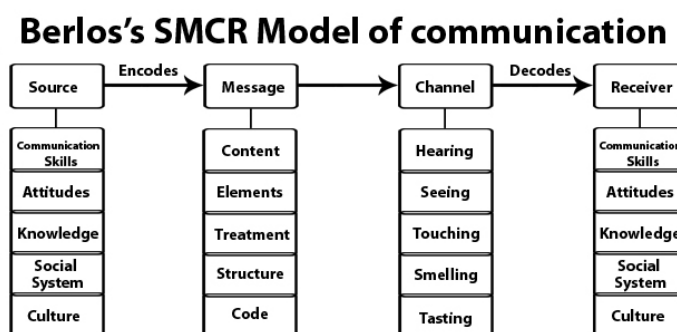 Berlos's SMCR Model of communication
Encodes
Decodes
Source
Message
Channel
Receiver
Communication
Skills
Attitudes
Knowledge
Social
System
Culture
Content
Elements
Treatment
Structure
Code
Hearing
Seeing
Touching
Smelling
Tasting
Communication
Skills
Attitudes
Knowledge
Social
System
Culture